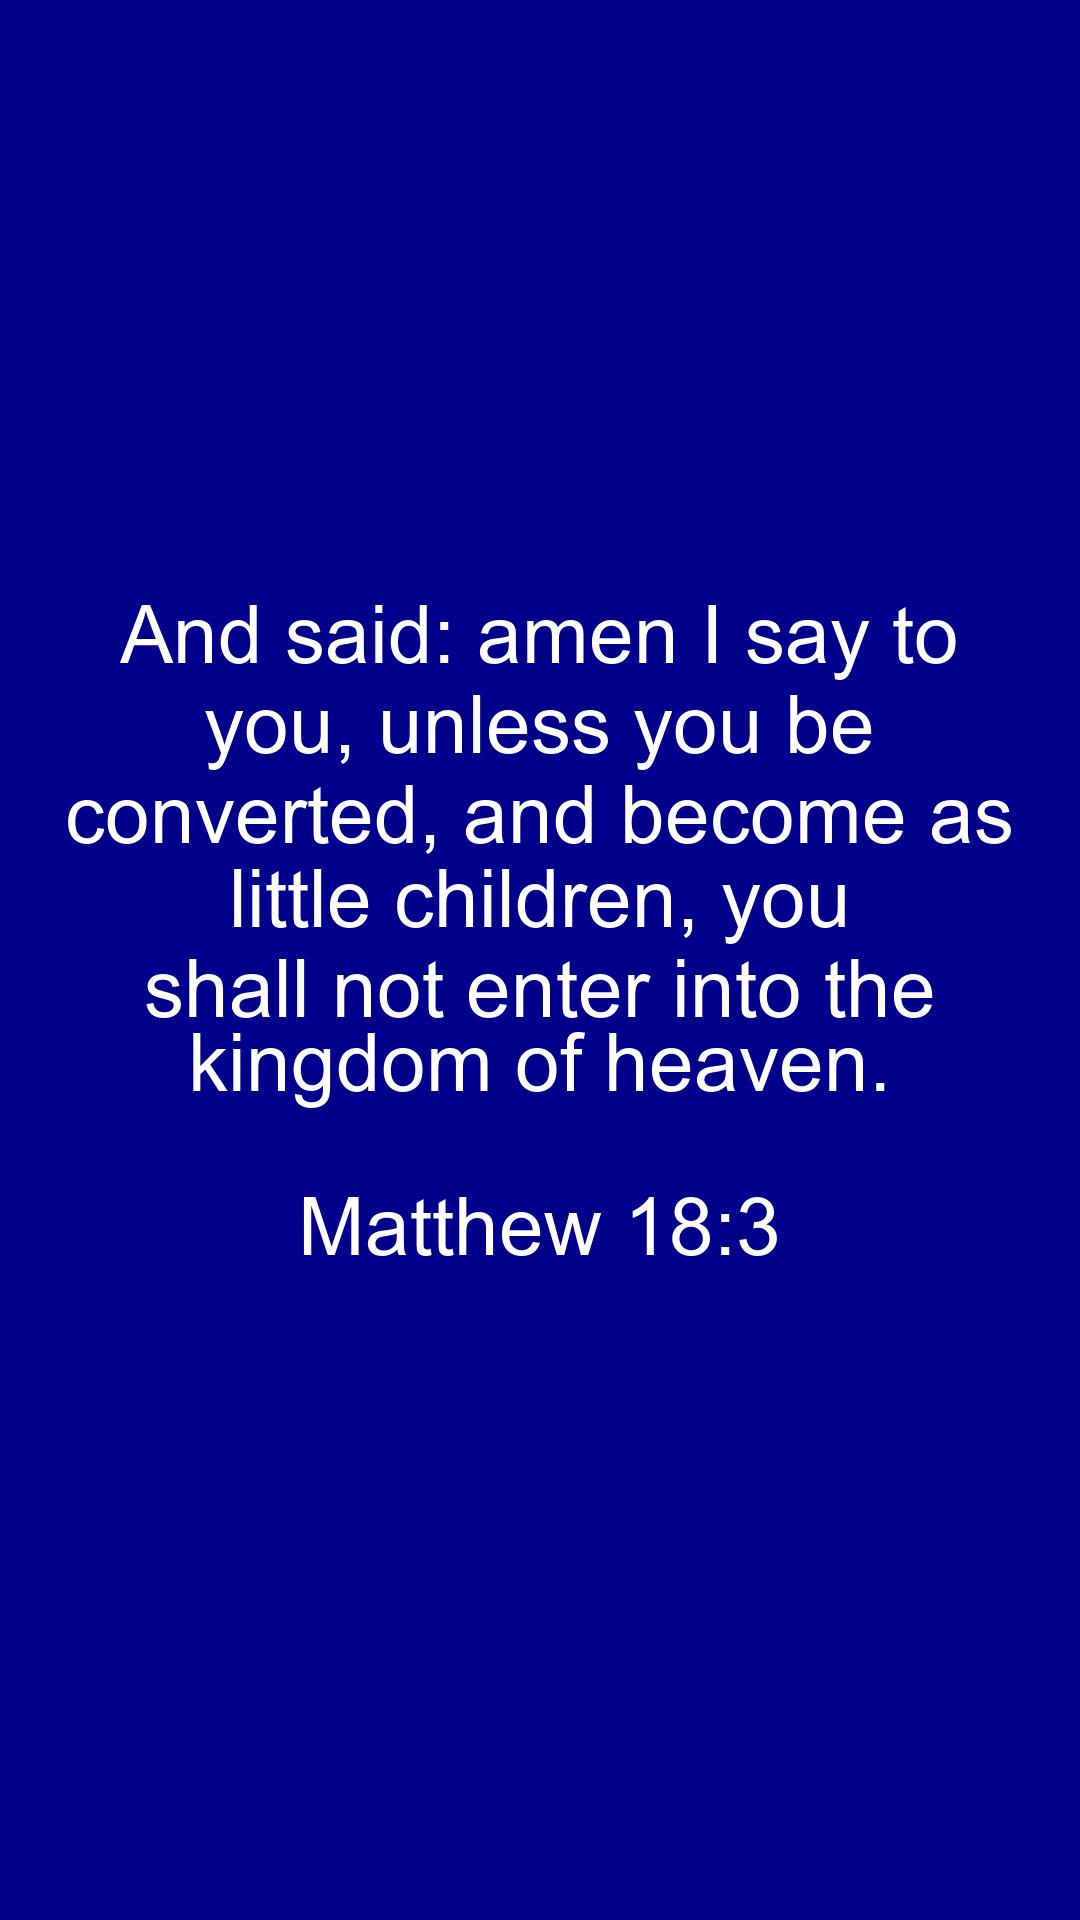 And said: amen I say to
you, unless you be
converted, and become as
little children, you
shall not enter into the
kingdom of heaven.
Matthew 18:3